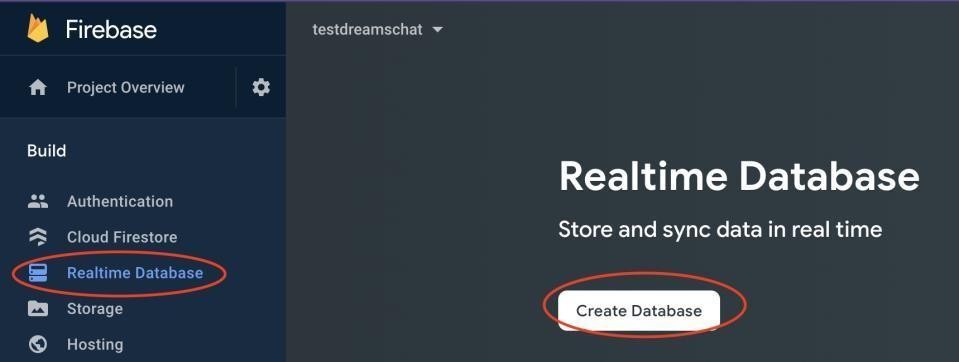 Firebase
testdreamschat
Project Overview
Build
Authentication
Cloud Firestore
Realtime Database
Storage
Hosting
Realtime Database
Store and sync data in real time
Create Database